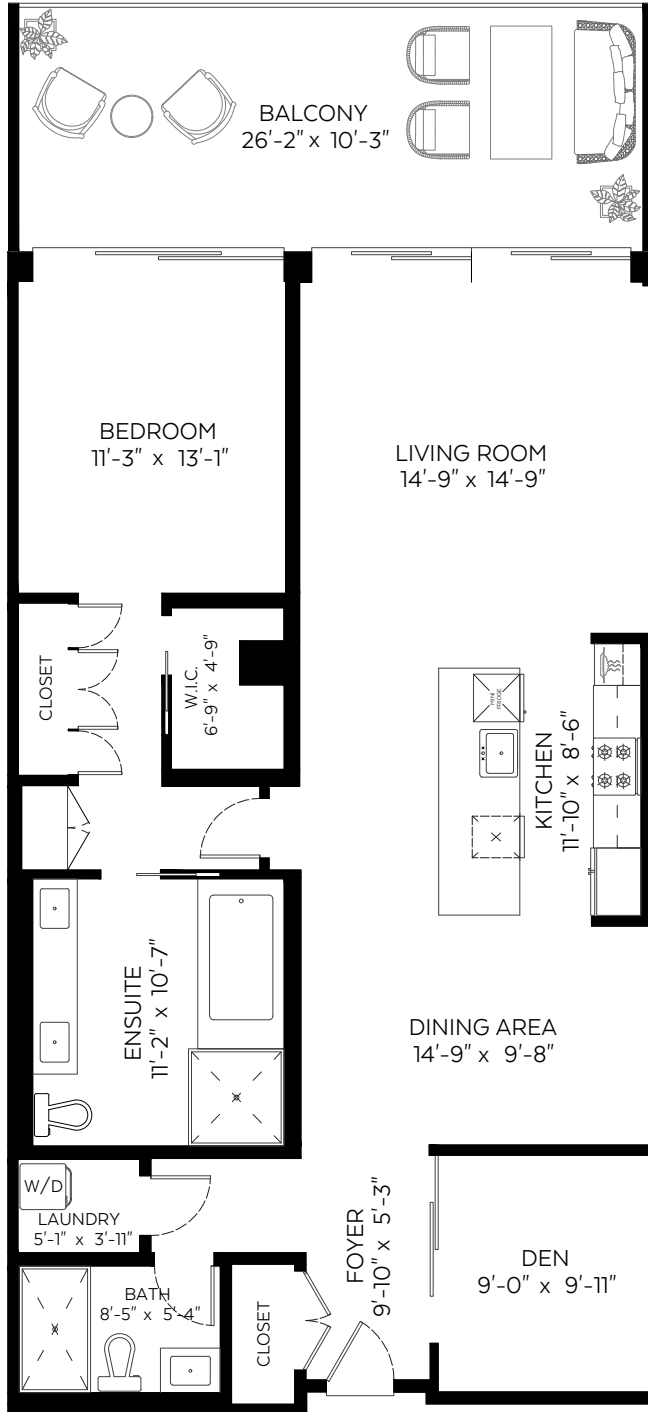 BALCONY
26'-2" x 10'-3"
BEDROOM
11'-3" x 13'-1"
LIVING ROOM
14'-9" x 14'-9"
CLOSET
W.I.C.
6'-9" x 4'-9"
MINI
FRIDGE
KITCHEN
11'-10" x 8'-6"
X
ENSUITE
11'-2" x 10'-7"
DINING AREA
14'-9" x 9'-8"
W/D
LAUNDRY
5'-1" x 3'-11"
FOYER
9'-10" x 5'-3"
DEN
9'-0" x 9'-11"
BATH
8'-5" x 5'-4"
CLOSET